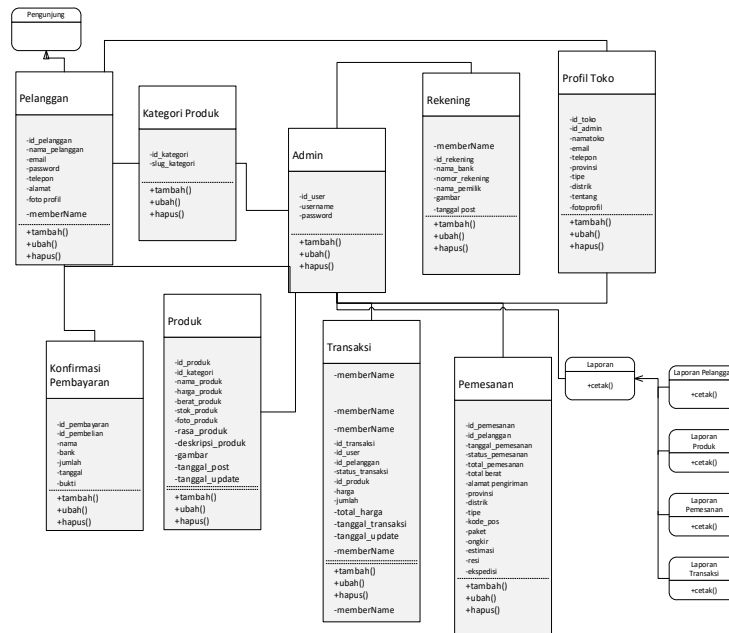 Pengunjung
Pelanggan
-id_pelanggan
-nama_pelanggan
-email
-password
-telepon
-alamat
-foto profil
-memberName
+tambah()
+ubah()
+hapus()
Kategori Produk
-id_kategori
-slug_kategori
+tambah()
+ubah()
+hapus()
Admin
-id_user
-username
-password
+tambah()
+ubah()
+hapus()
Rekening
-memberName
-id_rekening
-nama_bank
-nomor_rekening
-nama_pemilik
-gambar
-tanggal post
+tambah()
+ubah()
+hapus()
Profil Toko
-id_toko
-id_admin
-namatoko
-email
-telepon
-provinsi
-tipe
-distrik
-tentang
-fotoprofil
+tambah()
+ubah()
+hapus()
Konfirmasi
Pembayaran
-id_pembayaran
-id_pembelian
-nama
-bank
-jumlah
-tanggal
-bukti
+tambah()
+ubah()
+hapus()
Produk
-id_produk
-id_kategori
-nama_produk
-harga_produk
-berat_produk
-stok_produk
-foto_produk
-rasa_produk
-deskripsi_produk
-gambar
-tanggal_post
-tanggal_update
+tambah()
+ubah()
+hapus()
Transaksi
-memberName
-memberName
-memberName
-id_transaksi
-id_user
-id_pelanggan
-status_transaksi
-id_produk
-harga
-jumlah
-total_harga
-tanggal_transaksi
-tanggal_update
-memberName
+tambah()
+ubah()
+hapus()
-memberName
Pemesanan
-id_pemesanan
-id_pelanggan
-tanggal_pemesanan
-status_pemesanan
-total_pemesanan
-total berat
-alamat pengiriman
-provinsi
-distrik
-tipe
-kode_pos
-paket
-ongkir
-estimasi
-resi
-ekspedisi
+tambah()
+ubah()
+hapus()
Laporan
+cetak()
Laporan Pelangga
+cetak()
Laporan
Produk
+cetak()
Laporan
Pemesanan
+cetak()
Laporan
Transaksi
+cetak()